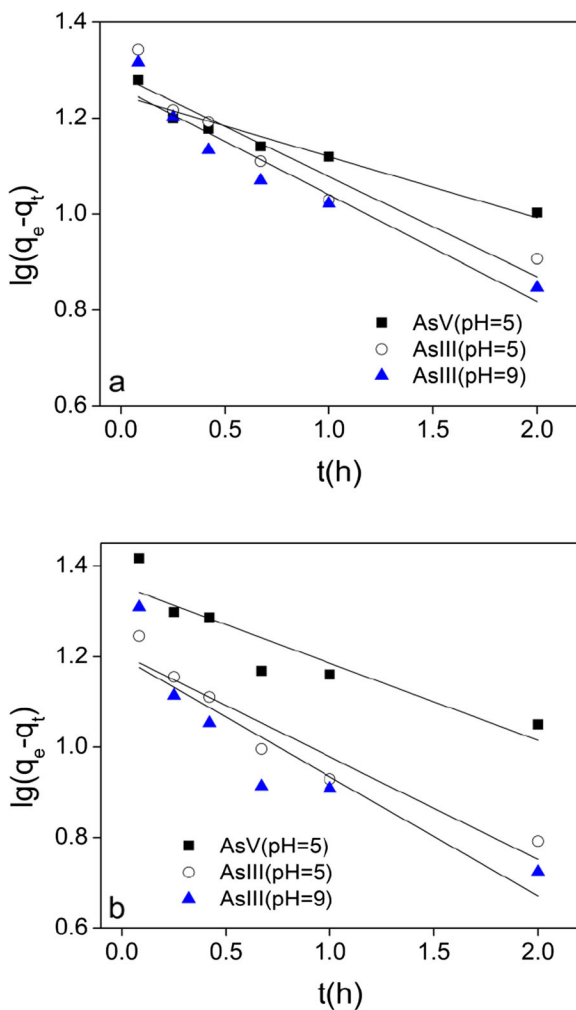 1.4
1.2
1.0
0.8
0.6
lg(qe-qt)
AsV(pH=5)
AsIII(pH=5)
AsIII(pH=9)
a
0.0 0.5 1.0 1.5 2.0
t(h)
1.4
1.2
1.0
0.8
0.6
lg(qe-qt)
AsV(pH=5)
AsIII(pH=5)
AsIII(pH=9)
b
0.0 0.5 1.0 1.5 2.0
t(h)